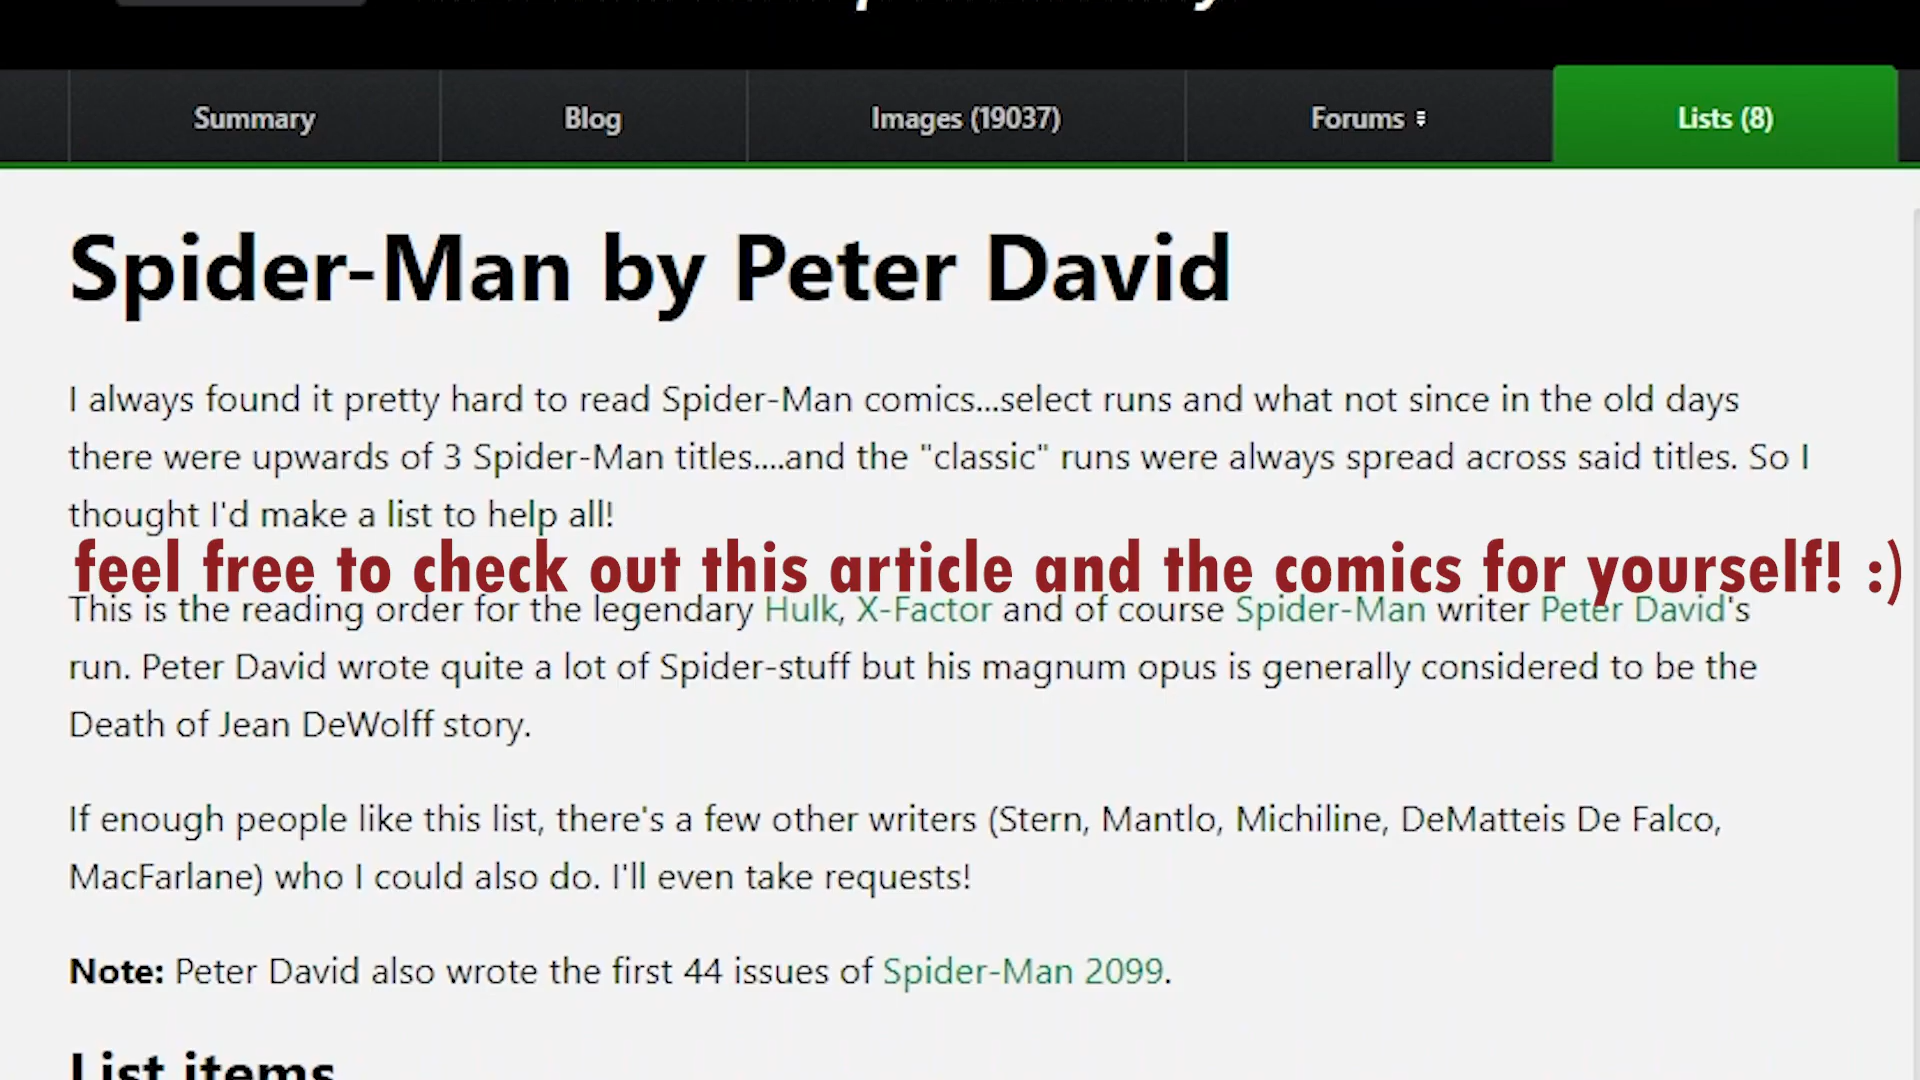 Summary
Blog
Images (19037)
Forums
Lists (8)
Spider-Man by Peter David
I always found it pretty hard to read Spider-Man comics...select runs and what not since in the old days
there were upwards of 3 Spider-Man titles....and the "classic" runs were always spread across said titles. So I
thought I'd make a list to help all!
feel free to check out this article and the comics for yourself! :)
This is the reading order for the legendary Hulk, X-Factor and of course Spider-Man writer Peter David's
run. Peter David wrote quite a lot of Spider-stuff but his magnum opus is generally considered to be the
Death of Jean DeWolff story.
If enough people like this list, there's a few other writers (Stern, Mantlo, Michiline, DeMatteis De Falco,
MacFarlane) who I could also do. I'll even take requests!
Note: Peter David also wrote the first 44 issues of Spider-Man 2099.
List items